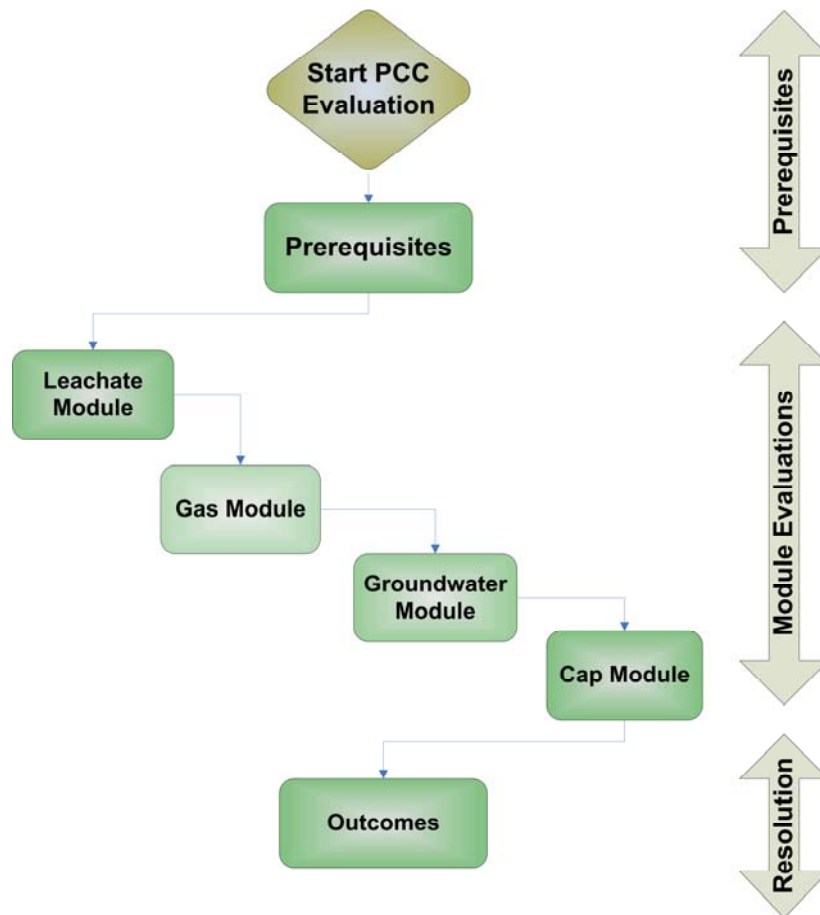 Start PCC
Evaluation
Prerequisites
Prerequisites
Leachate
Module
Gas Module
Groundwater
Module
Cap Module
Module Evaluations
Outcomes
Resolution